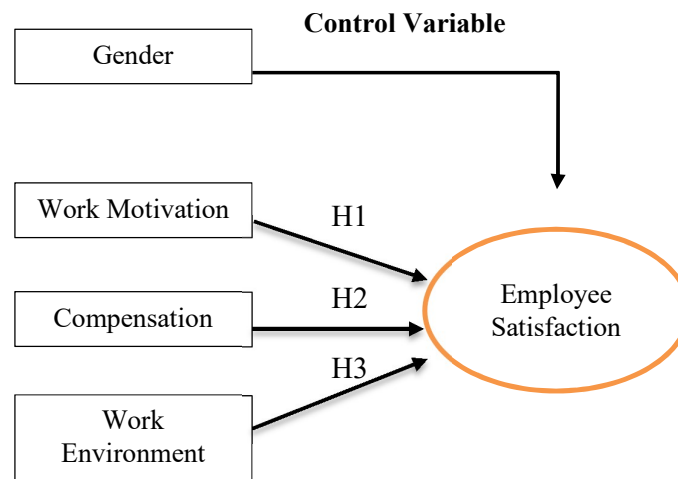 Control Variable
Gender
Work Motivation
H1
Compensation
H2
H3
Work
Environment
Employee
Satisfaction